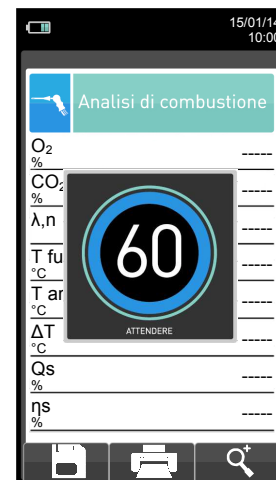 15/01/14
10:00
Analisi di combustione
O2
%
-----
CO2
%
-----
λ,n
-----
T fu
°C
-----
T ar
°C
-----
ΔT
°C
-----
Qs
%
-----
ηs
%
-----
60
ATTENDERE